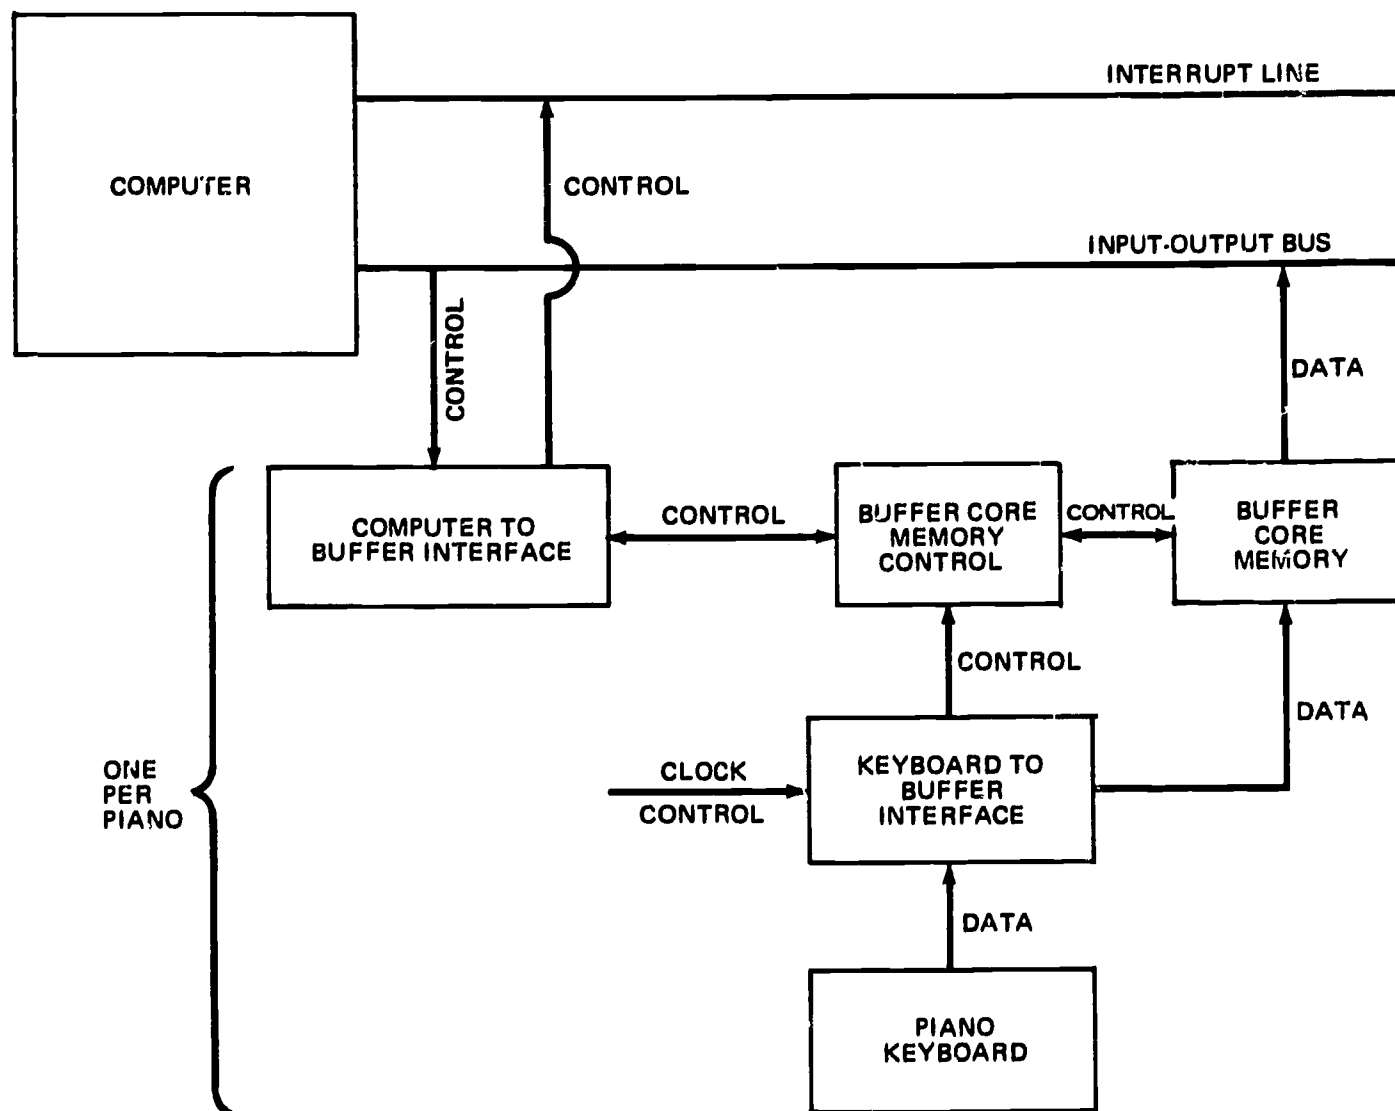 INTERRUPT LINE
COMPUTER
CONTROL
INPUT-OUTPUT BUS
CONTROL
DATA
COMPUTER TO
BUFFER INTERFACE
CONTROL
BUFFER CORE
MEMORY
CONTROL
CONTROL
BUFFER
CORE
MEMORY
CONTROL
DATA
ONE
PER
PIANO
CLOCK
CONTROL
KEYBOARD TO
BUFFER
INTERFACE
DATA
PIANO
KEYBOARD